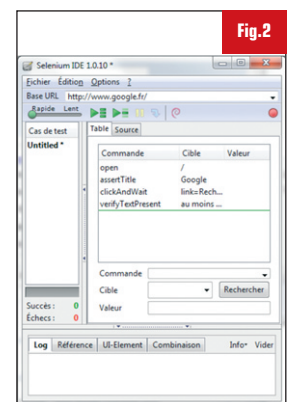 Fig.2
Selenium IDE 1.0.10 *
Eichier Édition Options ?
Base URL http://www.google.fr/
Rapide Lent
Cas de test
Table Source
Untitled *
Commande Cible Valeur
open /
assertTitle Google
clickAndWait link=Rech...
verifyTextPresent au moins ...
Commande
Cible Rechercher
Valeur
Succès : 0
Échecs : 0
Log Référence UI-Element Combinaison Info Vider